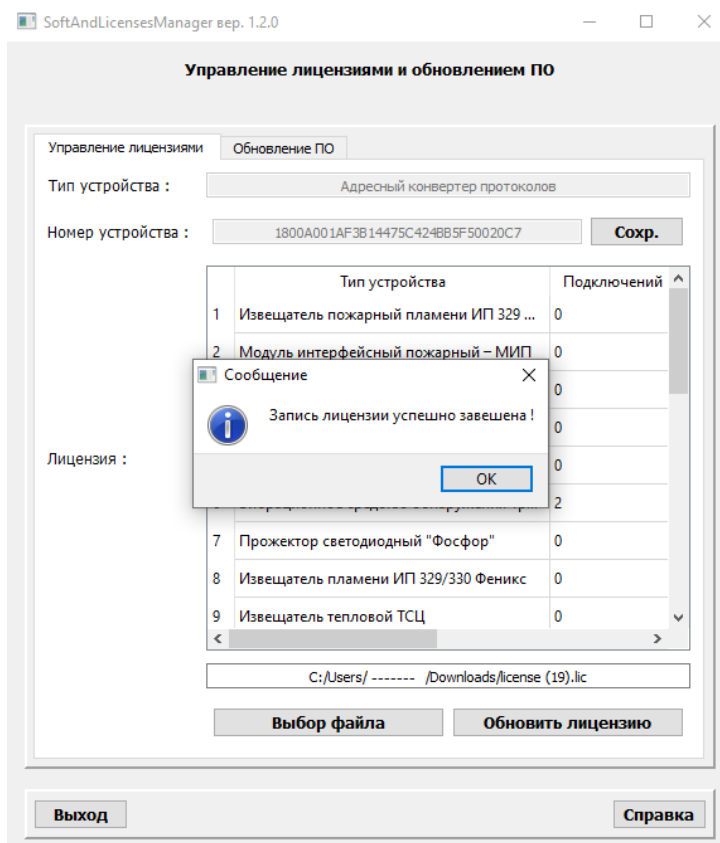 SoftAndLicensesManager вер. 1.2.0
Управление лицензиями и обновлением ПО
Управление лицензиями
Обновление ПО
Тип устройства :
Адресный конвертер протоколов
Номер устройства :
1800A001AF3B14475C424BB5F50020C7
Сохр.
Тип устройства
Подключений
1 Извещатель пожарный пламени ИП 329 ... 0
2 Модуль интерфейсный пожарный – МИП 0
Сообщение
0
Запись лицензии успешно завешена !
0
Лицензия :
0
OK
2
7 Прожектор светодиодный "Фосфор" 0
8 Извещатель пламени ИП 329/330 Феникс 0
9 Извещатель тепловой ТСЦ 0
C:/Users/ ------- /Downloads/license (19).lic
Выбор файла
Обновить лицензию
Выход
Справка